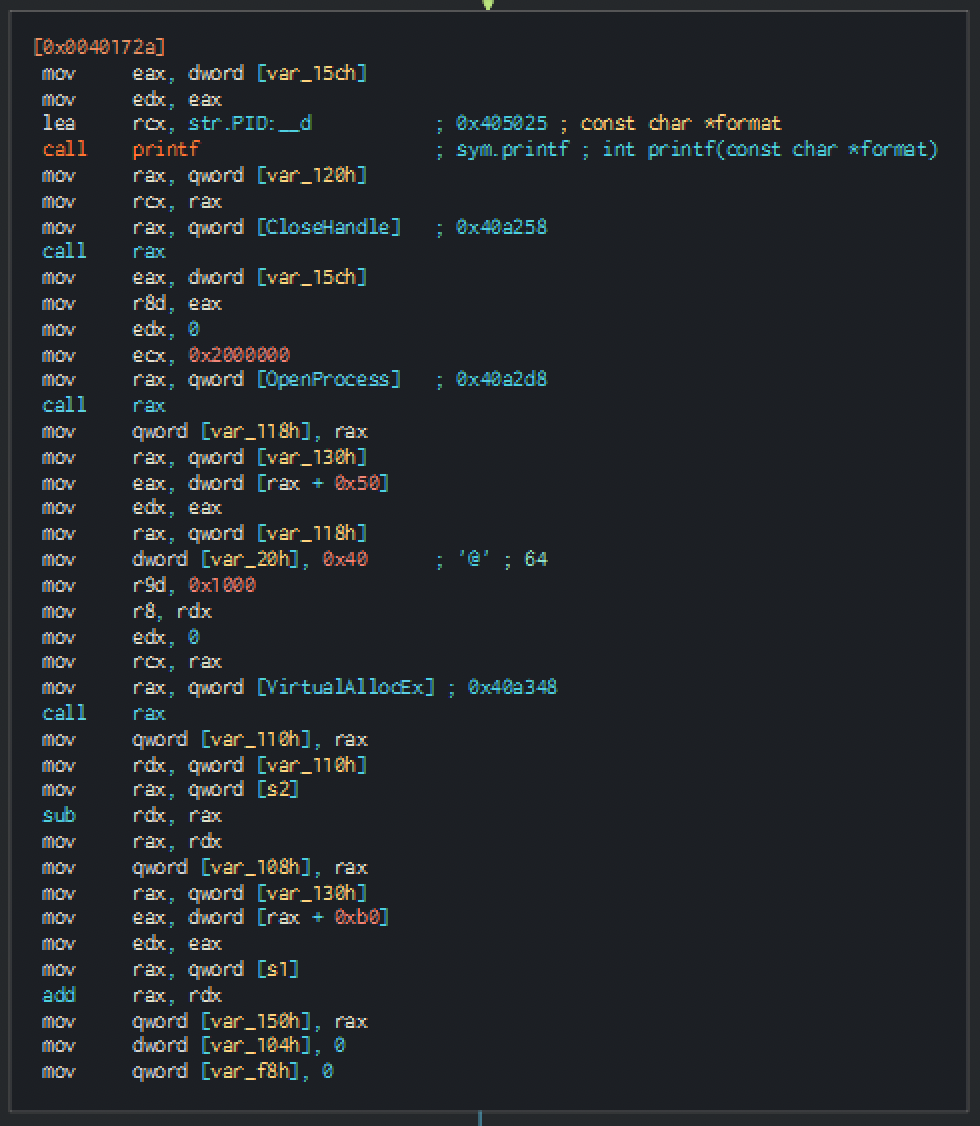 [0x0040172a]
mov eax, dword [var_15ch]
mov edx, eax
lea rcx, str.PID:__d ; 0x405025 ; const char *format
call printf ; sym.printf ; int printf(const char *format)
mov rax, qword [var_120h]
mov rcx, rax
mov rax, qword [CloseHandle] ; 0x40a258
call rax
mov eax, dword [var_15ch]
mov r8d, eax
mov edx, 0
mov ecx, 0x2000000
mov rax, qword [OpenProcess] ; 0x40a2d8
call rax
mov qword [var_118h], rax
mov rax, qword [var_130h]
mov eax, dword [rax + 0x50]
mov edx, eax
mov rax, qword [var_118h]
mov dword [var_20h], 0x40 ; '@' ; 64
mov r9d, 0x1000
mov r8, rdx
mov edx, 0
mov rcx, rax
mov rax, qword [VirtualAllocEx] ; 0x40a348
call rax
mov qword [var_110h], rax
mov rdx, qword [var_110h]
mov rax, qword [s2]
sub rdx, rax
mov rax, rdx
mov qword [var_108h], rax
mov rax, qword [var_130h]
mov eax, dword [rax + 0xb0]
mov edx, eax
mov rax, qword [s1]
add rax, rdx
mov qword [var_150h], rax
mov dword [var_104h], 0
mov qword [var_f8h], 0